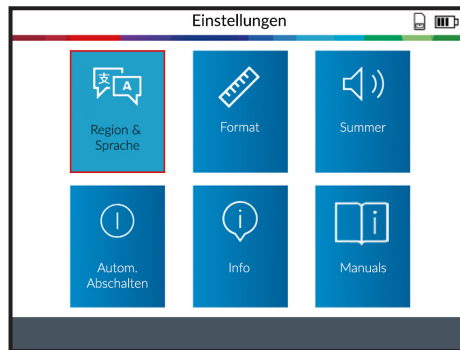 Einstellungen
Region &
Sprache
Format
Summer
Autom.
Abschalten
Info
Manuals